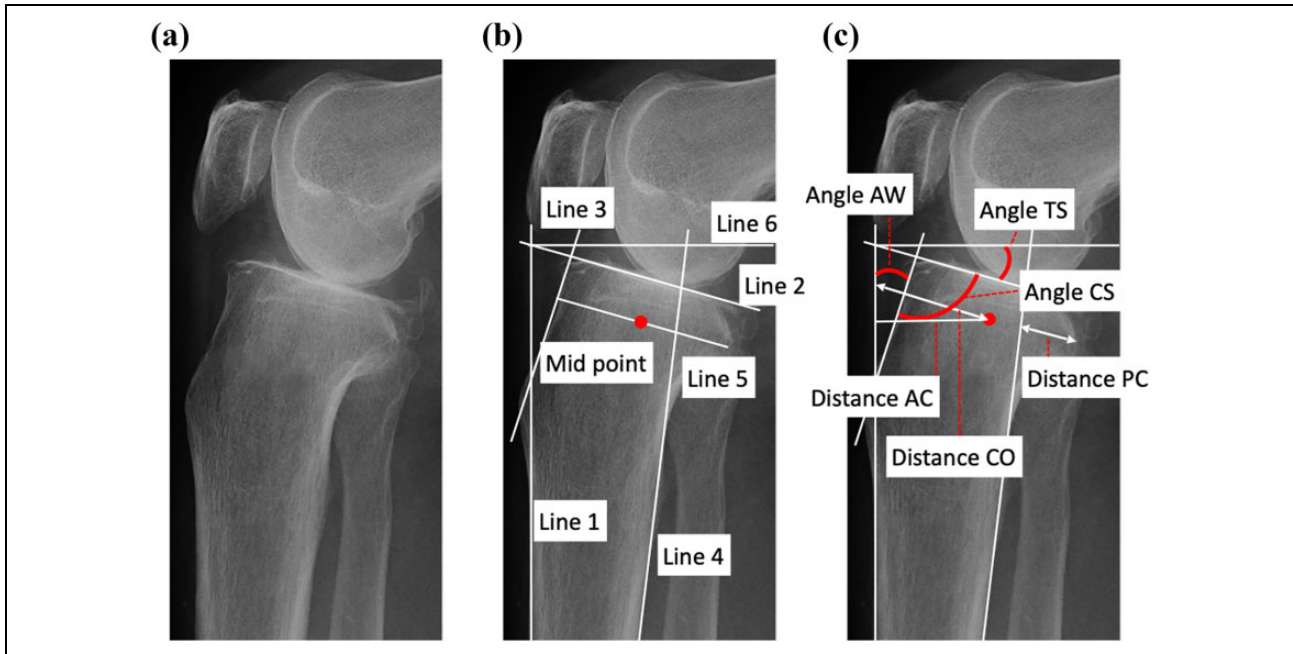 (a)
(b)
(c)
Line 3
Line 6
Line 2
Mid point
Line 5
Line 1
Line 4
Angle AW
Angle TS
Angle CS
Distance AC
Distance PC
Distance CO